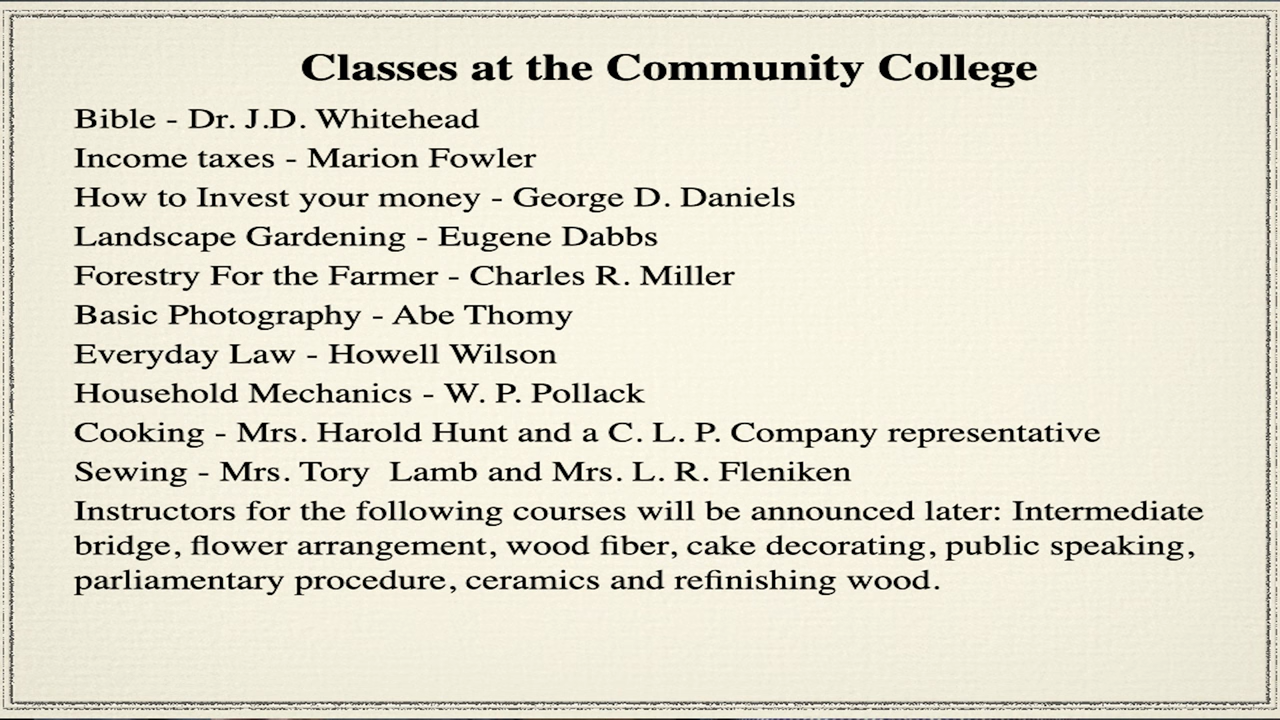 Classes at the Community College
Bible - Dr. J.D. Whitehead
Income taxes - Marion Fowler
How to Invest your money - George D. Daniels
Landscape Gardening - Eugene Dabbs
Forestry For the Farmer - Charles R. Miller
Basic Photography - Abe Thomy
Everyday Law - Howell Wilson
Household Mechanics - W. P. Pollack
Cooking - Mrs. Harold Hunt and a C. L. P. Company representative
Sewing - Mrs. Tory  Lamb and Mrs. L. R. Fleniken
Instructors for the following courses will be announced later: Intermediate
bridge, flower arrangement, wood fiber, cake decorating, public speaking,
parliamentary procedure, ceramics and refinishing wood.